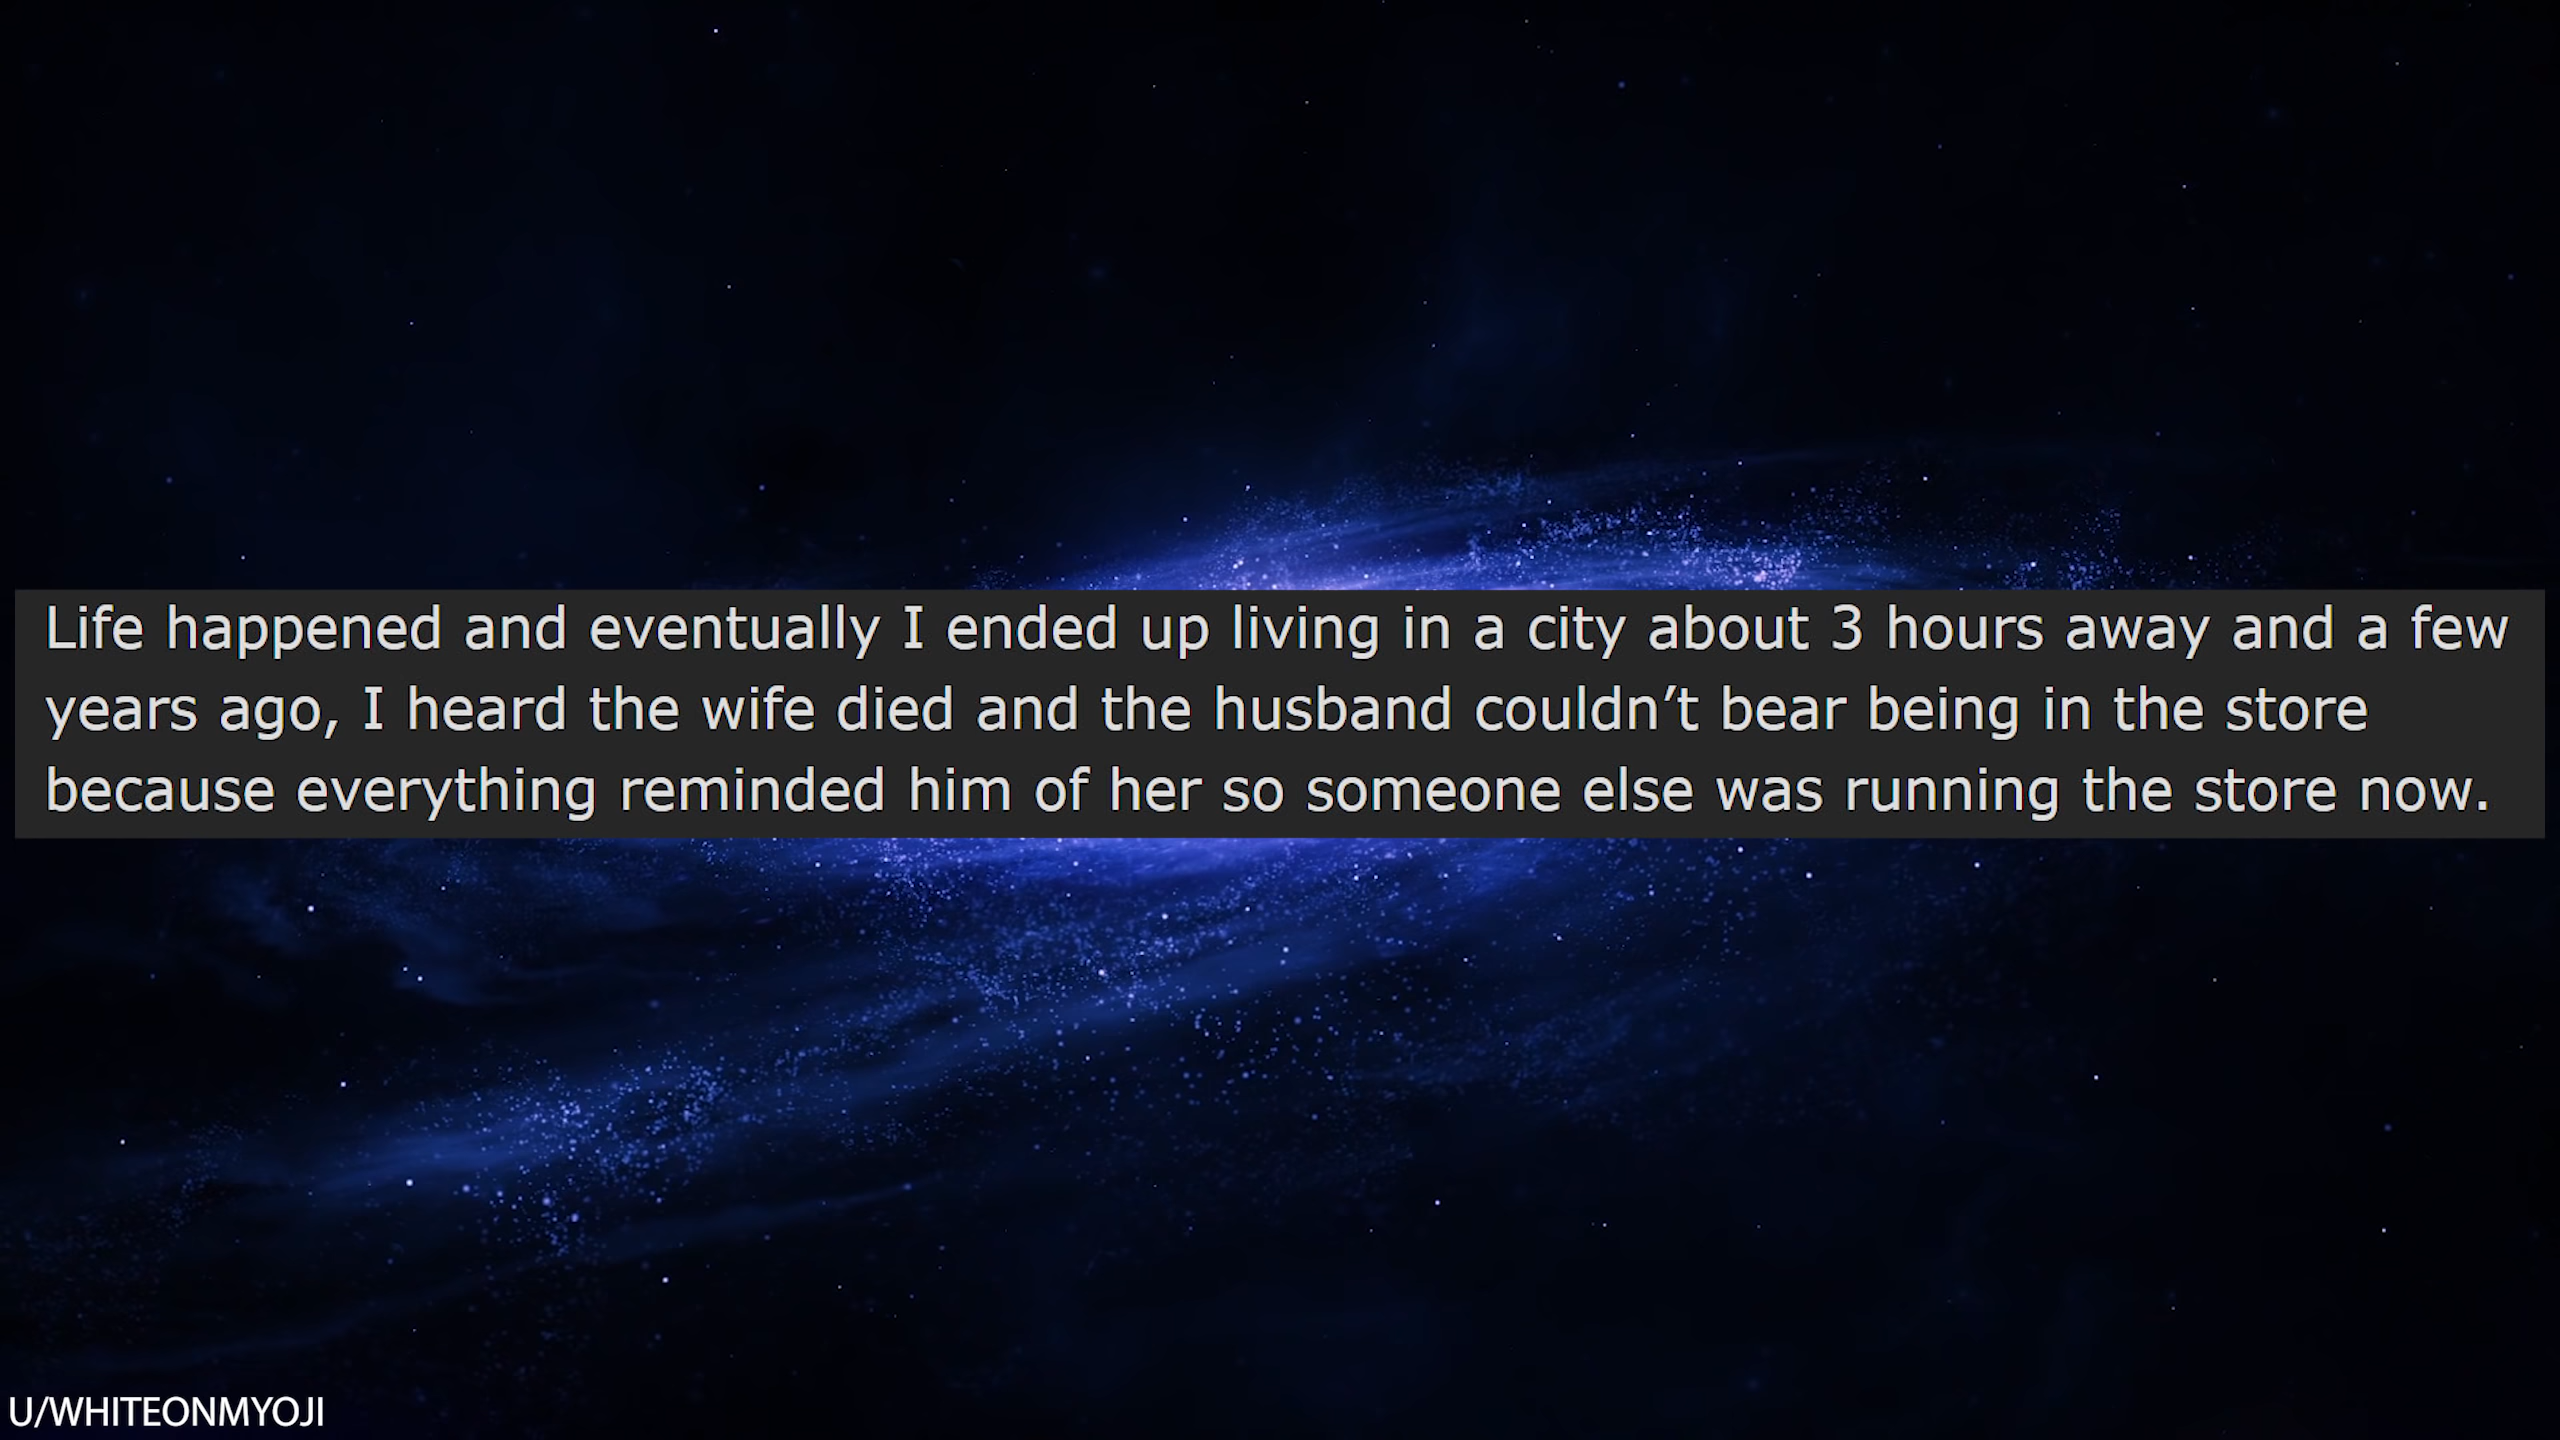 Life happened and eventually I ended up living in a city about 3 hours away and a few
years ago, I heard the wife died and the husband couldn’t bear being in the store
because everything reminded him of her so someone else was running the store now.
U/WHITEONMYOJI